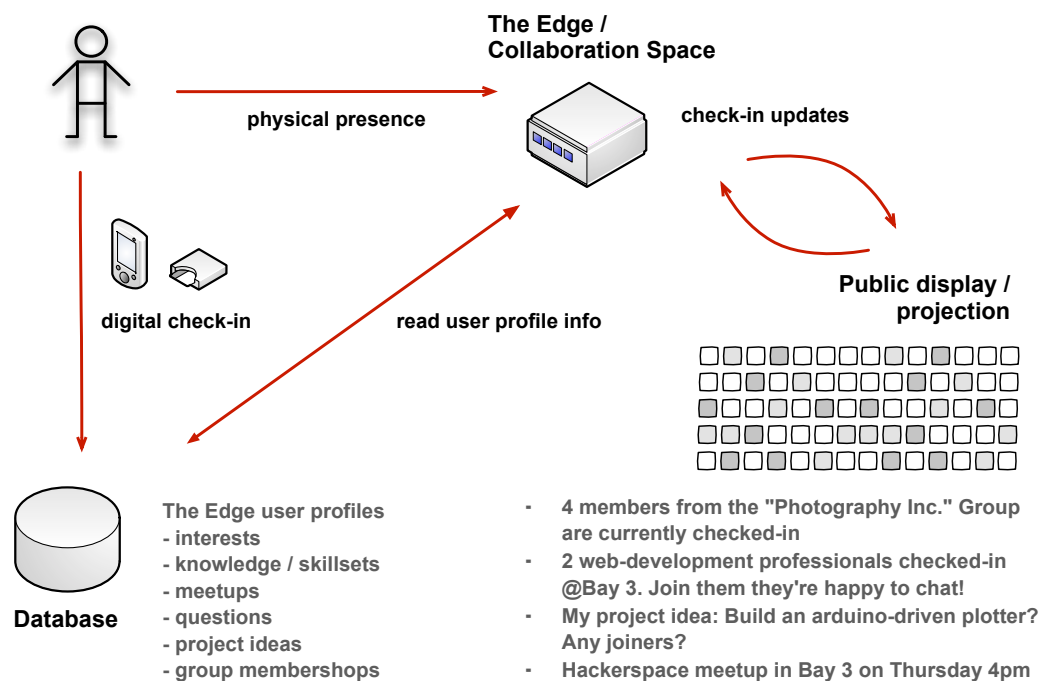 The Edge /
Collaboration Space
physical presence
check-in updates
digital check-in
read user profile info
Public display /
projection
Database
The Edge user profiles
- interests
- knowledge / skillsets
- meetups
- questions
- project ideas
- group membershops
- 4 members from the "Photography Inc." Group
are currently checked-in
- 2 web-development professionals checked-in
@Bay 3. Join them they're happy to chat!
- My project idea: Build an arduino-driven plotter?
Any joiners?
- Hackerspace meetup in Bay 3 on Thursday 4pm